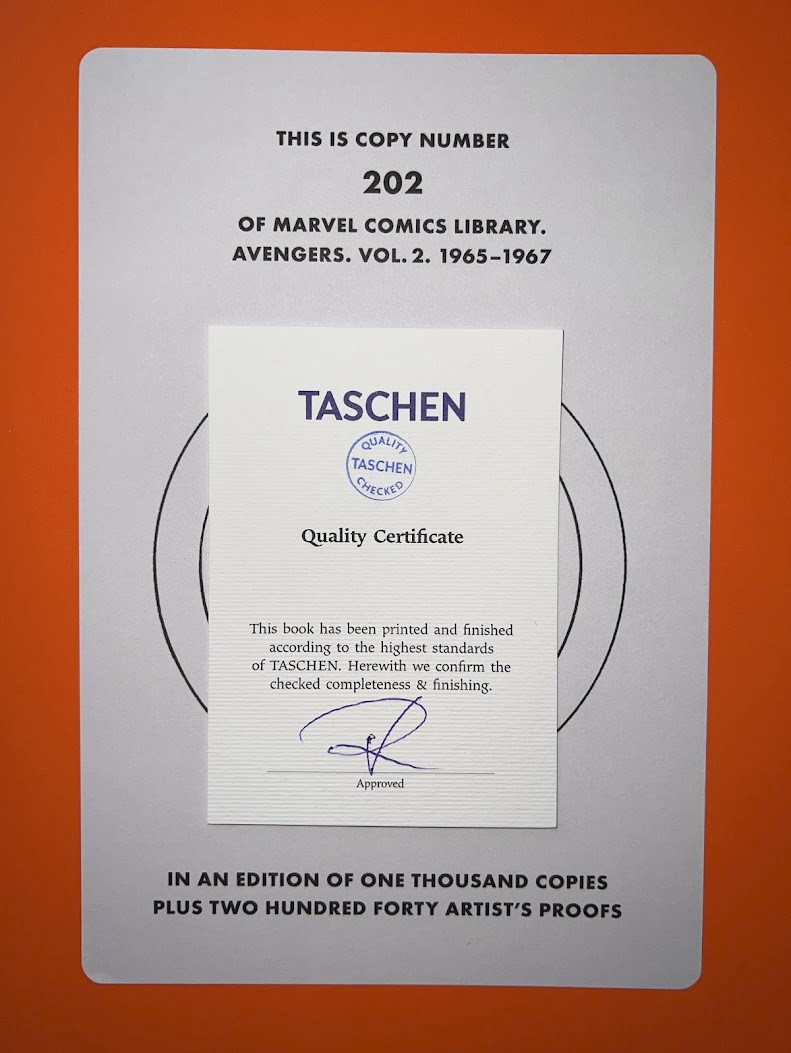 THIS IS COPY NUMBER
202
OF MARVEL COMICS LIBRARY.
AVENGERS. VOL. 2. 1965–1967
TASCHEN
QUALITY
TASCHEN
CHECKED
Quality Certificate
This book has been printed and finished
according to the highest standards
of TASCHEN. Herewith we confirm the
checked completeness & finishing.
Approved
IN AN EDITION OF ONE THOUSAND COPIES
PLUS TWO HUNDRED FORTY ARTIST’S PROOFS